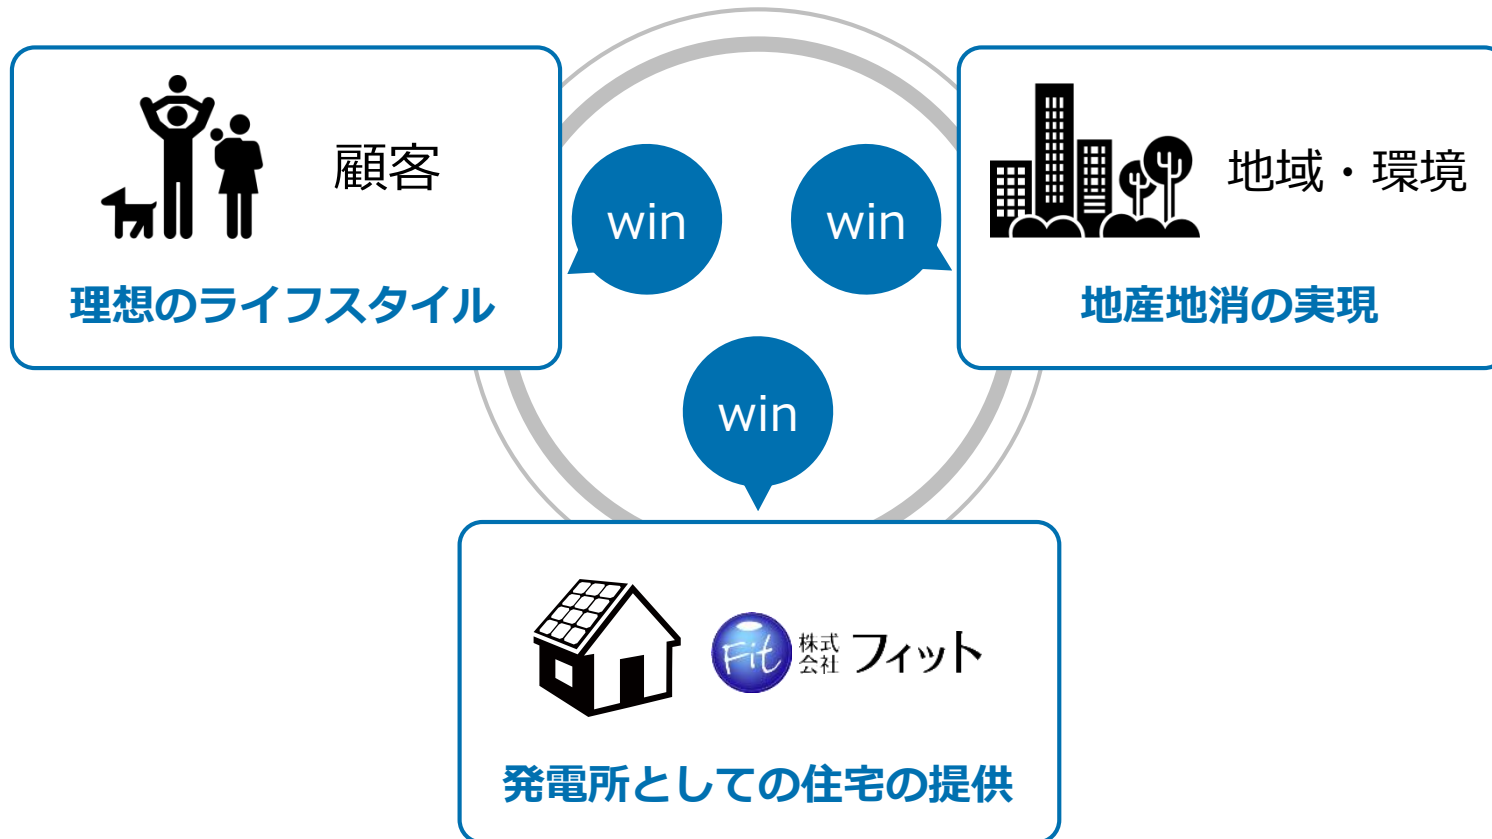 顧客
理想のライフスタイル
win
win
地域・環境
地産地消の実現
win
Fit 株式会社 フィット
発電所としての住宅の提供